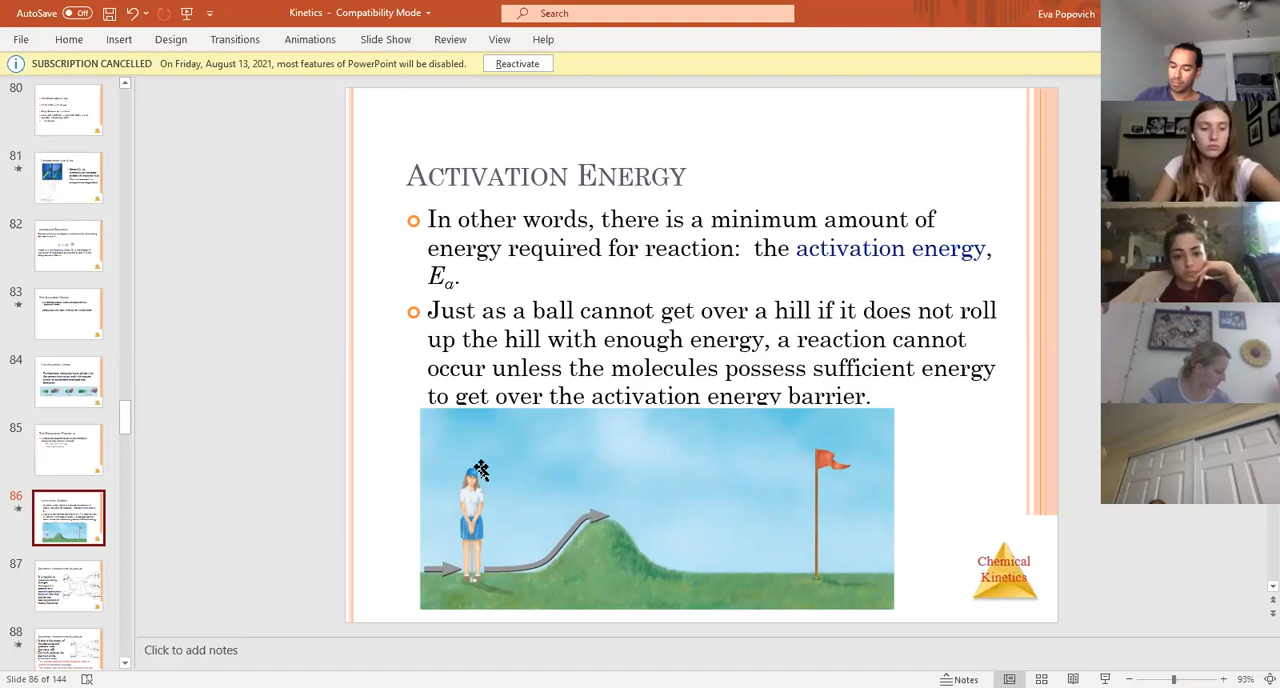 AutoSave Off
Kinetics - Compatibility Mode
Search
Eva Popovich
File Home Insert Design Transitions Animations Slide Show Review View Help
SUBSCRIPTION CANCELLED On Friday, August 13, 2021, most features of PowerPoint will be disabled. Reactivate
80
81
82
83
84
85
86
87
88
ACTIVATION ENERGY
In other words, there is a minimum amount of
energy required for reaction: the activation energy,
Ea.
Just as a ball cannot get over a hill if it does not roll
up the hill with enough energy, a reaction cannot
occur unless the molecules possess sufficient energy
to get over the activation energy barrier.
Chemical
Kinetics
Click to add notes
Slide 86 of 144
Notes
93%